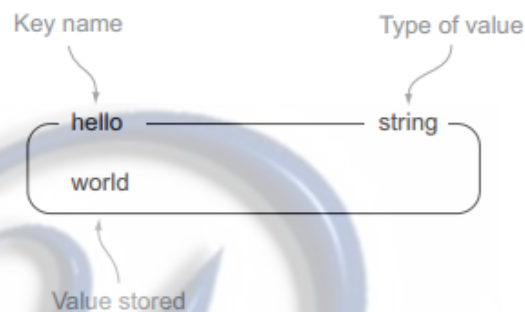 Key name
Type of value
hello
string
world
Value stored